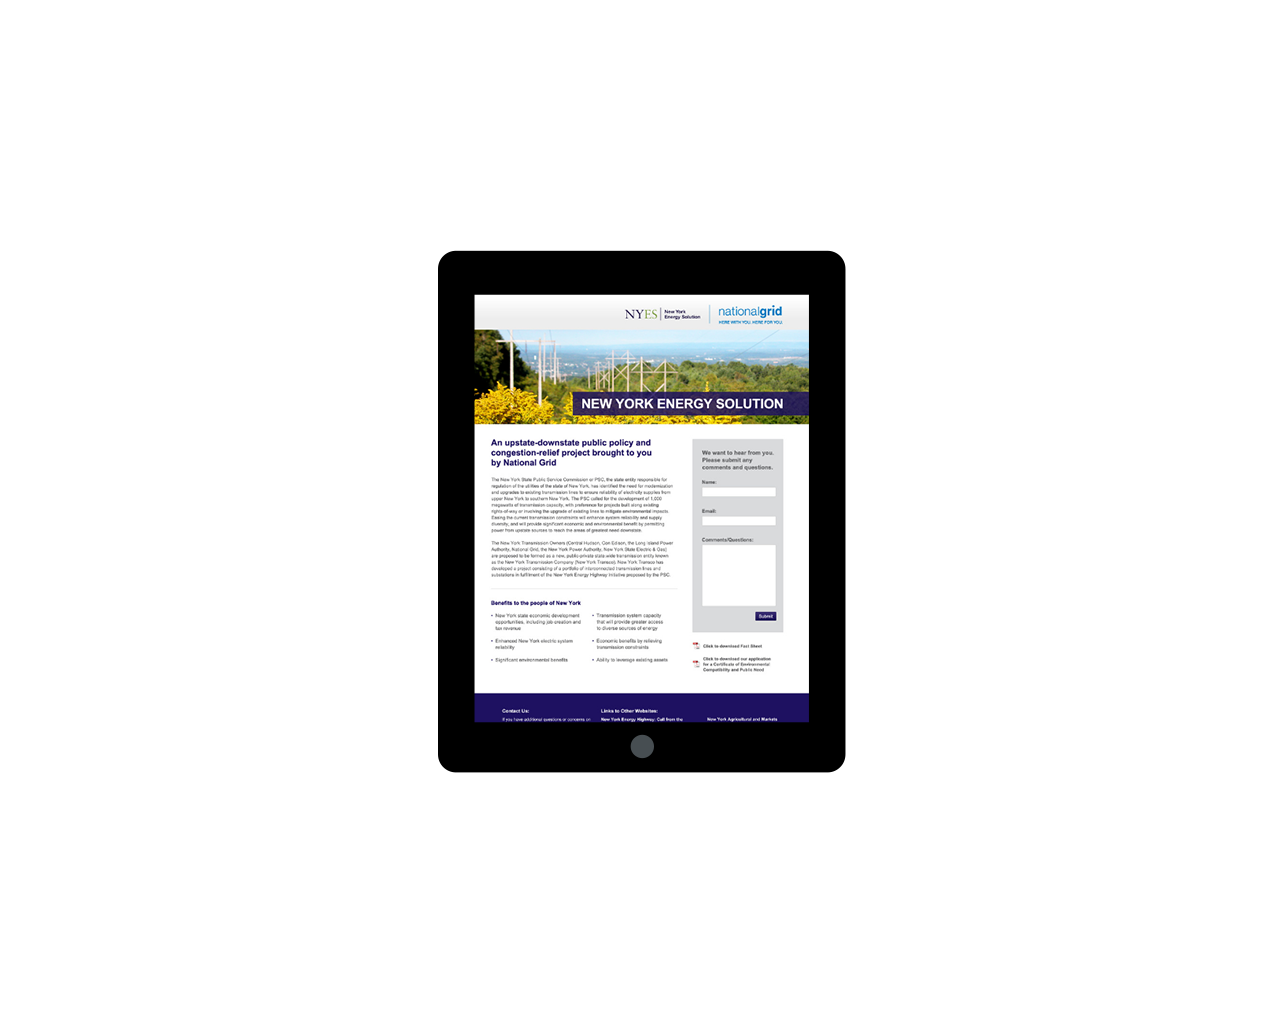 NYES New York
Energy Solution
nationalgrid
HERE WITH YOU. HERE FOR YOU.
NEW YORK ENERGY SOLUTION
An upstate-downstate public policy and
congestion-relief project brought to you
by National Grid
The New York State Public Service Commission or PSC, the state entity responsible for
regulation of the utilities of the state of New York, has identified the need for modernization
and upgrades to existing transmission lines to ensure reliability of electricity supplies from
upper New York to southern New York. The PSC called for the development of 1,000
megawatts of transmission capacity, with preference for projects built along existing
rights-of-way or involving the upgrade of existing lines to mitigate environmental impacts.
Easing the current transmission constraints will enhance system reliability and supply
diversity, and will provide significant economic and environmental benefit by permitting
power from upstate sources to reach the areas of greatest need downstate.
The New York Transmission Owners (Central Hudson, Con Edison, the Long Island Power
Authority, National Grid, the New York Power Authority, New York State Electric & Gas)
are proposed to be formed as a new, public-private state-wide transmission entity known
as the New York Transmission Company (New York Transco). New York Transco has
developed a project consisting of a portfolio of interconnected transmission lines and
substations in fulfillment of the New York Energy Highway Initiative proposed by the PSC.
Benefits to the people of New York
• New York state economic development
opportunities, including job creation and
tax revenue
• Enhanced New York electric system
reliability
• Significant environmental benefits
• Transmission system capacity
that will provide greater access
to diverse sources of energy
• Economic benefits by relieving
transmission constraints
• Ability to leverage existing assets
We want to hear from you.
Please submit any
comments and questions.
Name:
Email:
Comments/Questions:
Submit
Click to download Fact Sheet
Click to download our application
for a Certificate of Environmental
Compatibility and Public Need
Contact Us:
If you have additional questions or concerns on
Links to Other Websites:
New York Energy Highway: Call from the
New York Agricultural and Markets